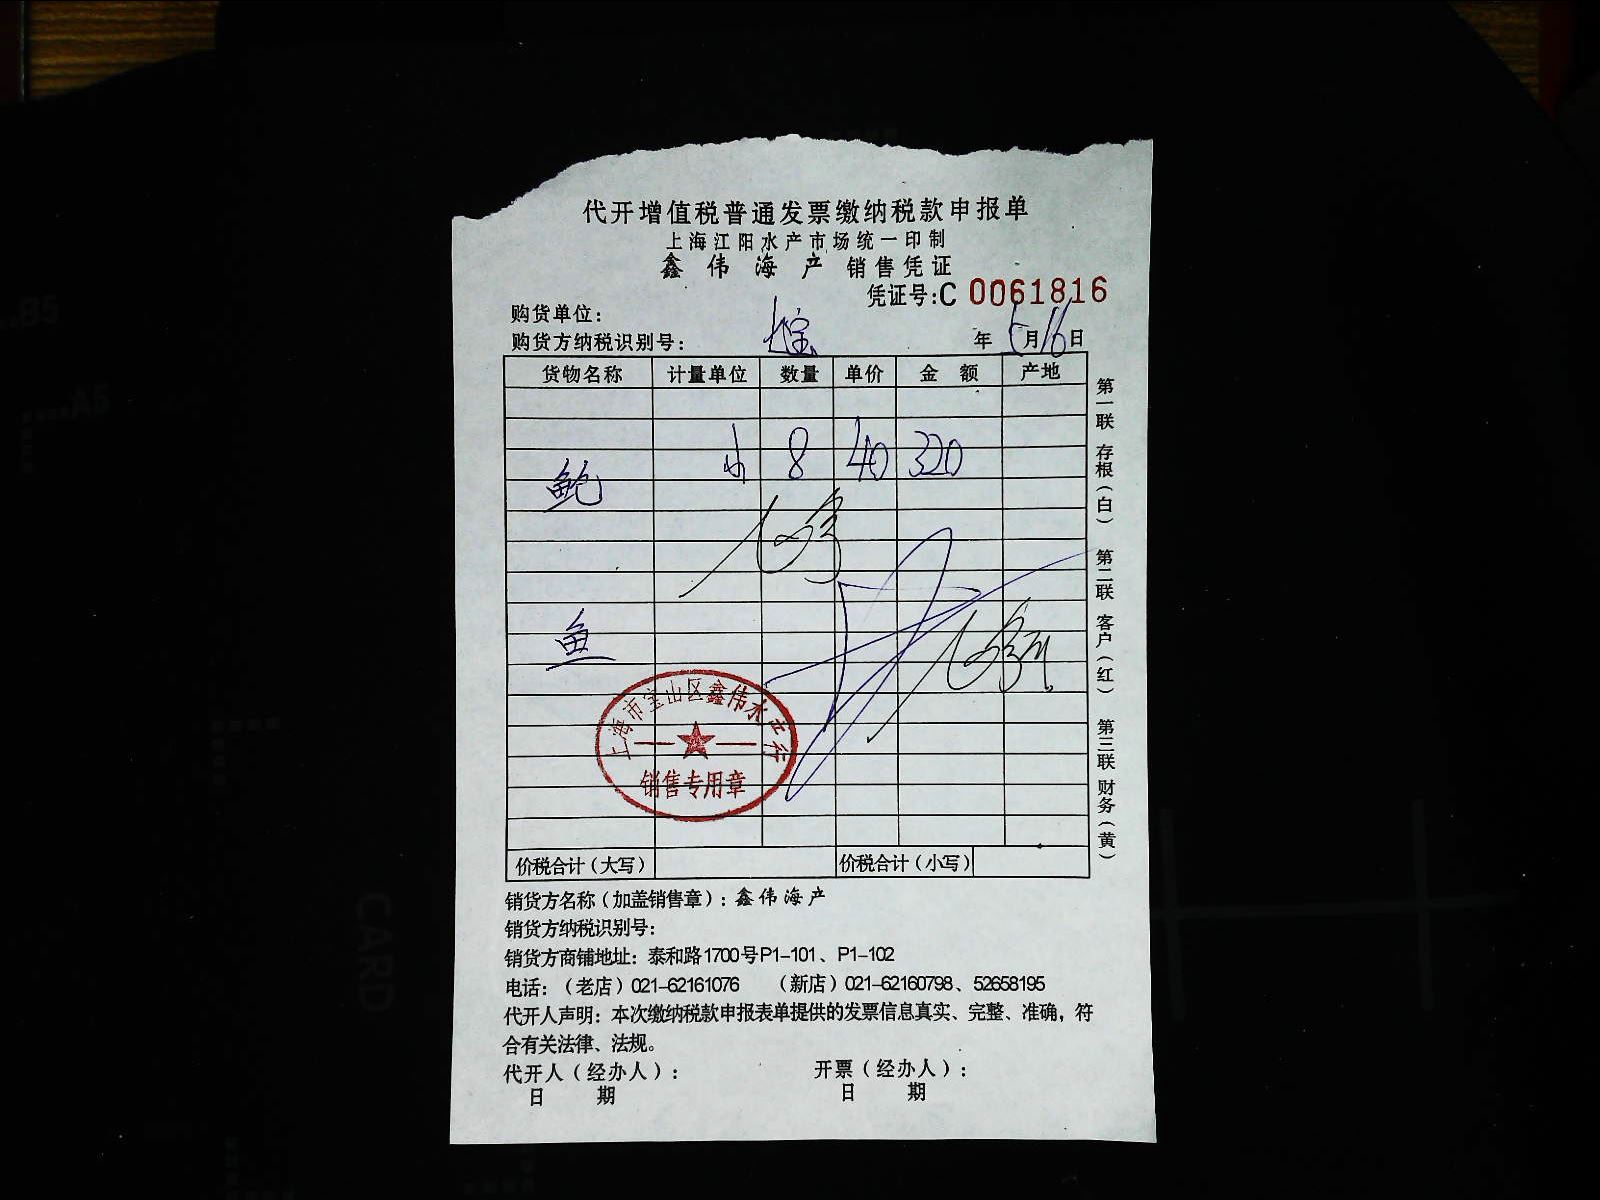 代开增值税普通发票缴纳税款申报单
上海江阳水产市场统一印制
鑫伟海产 销售凭证
凭证号:C 0061816
购货单位:
购货方纳税识别号: 年 5月16日
货物名称 计量单位 数量 单价 金额 产地
鲍 小 8 40 320
鱼
上海市宝山区鑫伟水产行
销售专用章
价税合计（大写） 价税合计（小写）
第一联 存根（白） 第二联 客户（红） 第三联 财务（黄）
销货方名称（加盖销售章）: 鑫伟海产
销货方纳税识别号:
销货方商铺地址: 泰和路1700号P1-101、P1-102
电话:（老店）021-62161076 （新店）021-62160798、52658195
代开人声明: 本次缴纳税款申报表单提供的发票信息真实、完整、准确，符
合有关法律、法规。
代开人（经办人）: 开票（经办人）:
日 期 日 期
B5
A5
CARD